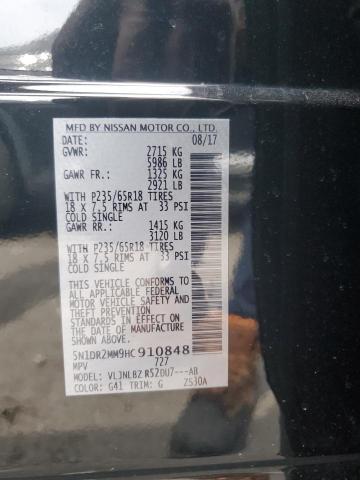 MFD BY NISSAN MOTOR CO., LTD.
DATE: 08/17
GVWR: 2715 KG
5986 LB
GAWR FR.: 1325 KG
2921 LB
WITH P235/65R18 TIRES
18 X 7.5 RIMS AT 33 PSI
COLD SINGLE
GAWR RR.: 1415 KG
3120 LB
WITH P235/65R18 TIRES
18 X 7.5 RIMS AT 33 PSI
COLD SINGLE
THIS VEHICLE CONFORMS TO ALL
APPLICABLE FEDERAL MOTOR
VEHICLE SAFETY AND
THEFT PREVENTION
STANDARDS IN EFFECT ON THE
DATE OF MANUFACTURE
SHOWN ABOVE.
5N1DR2MM9HC910848
MPV 727
MODEL: VLJNLBZ R52DU7---AB
COLOR: G41 TRIM: G Z530A